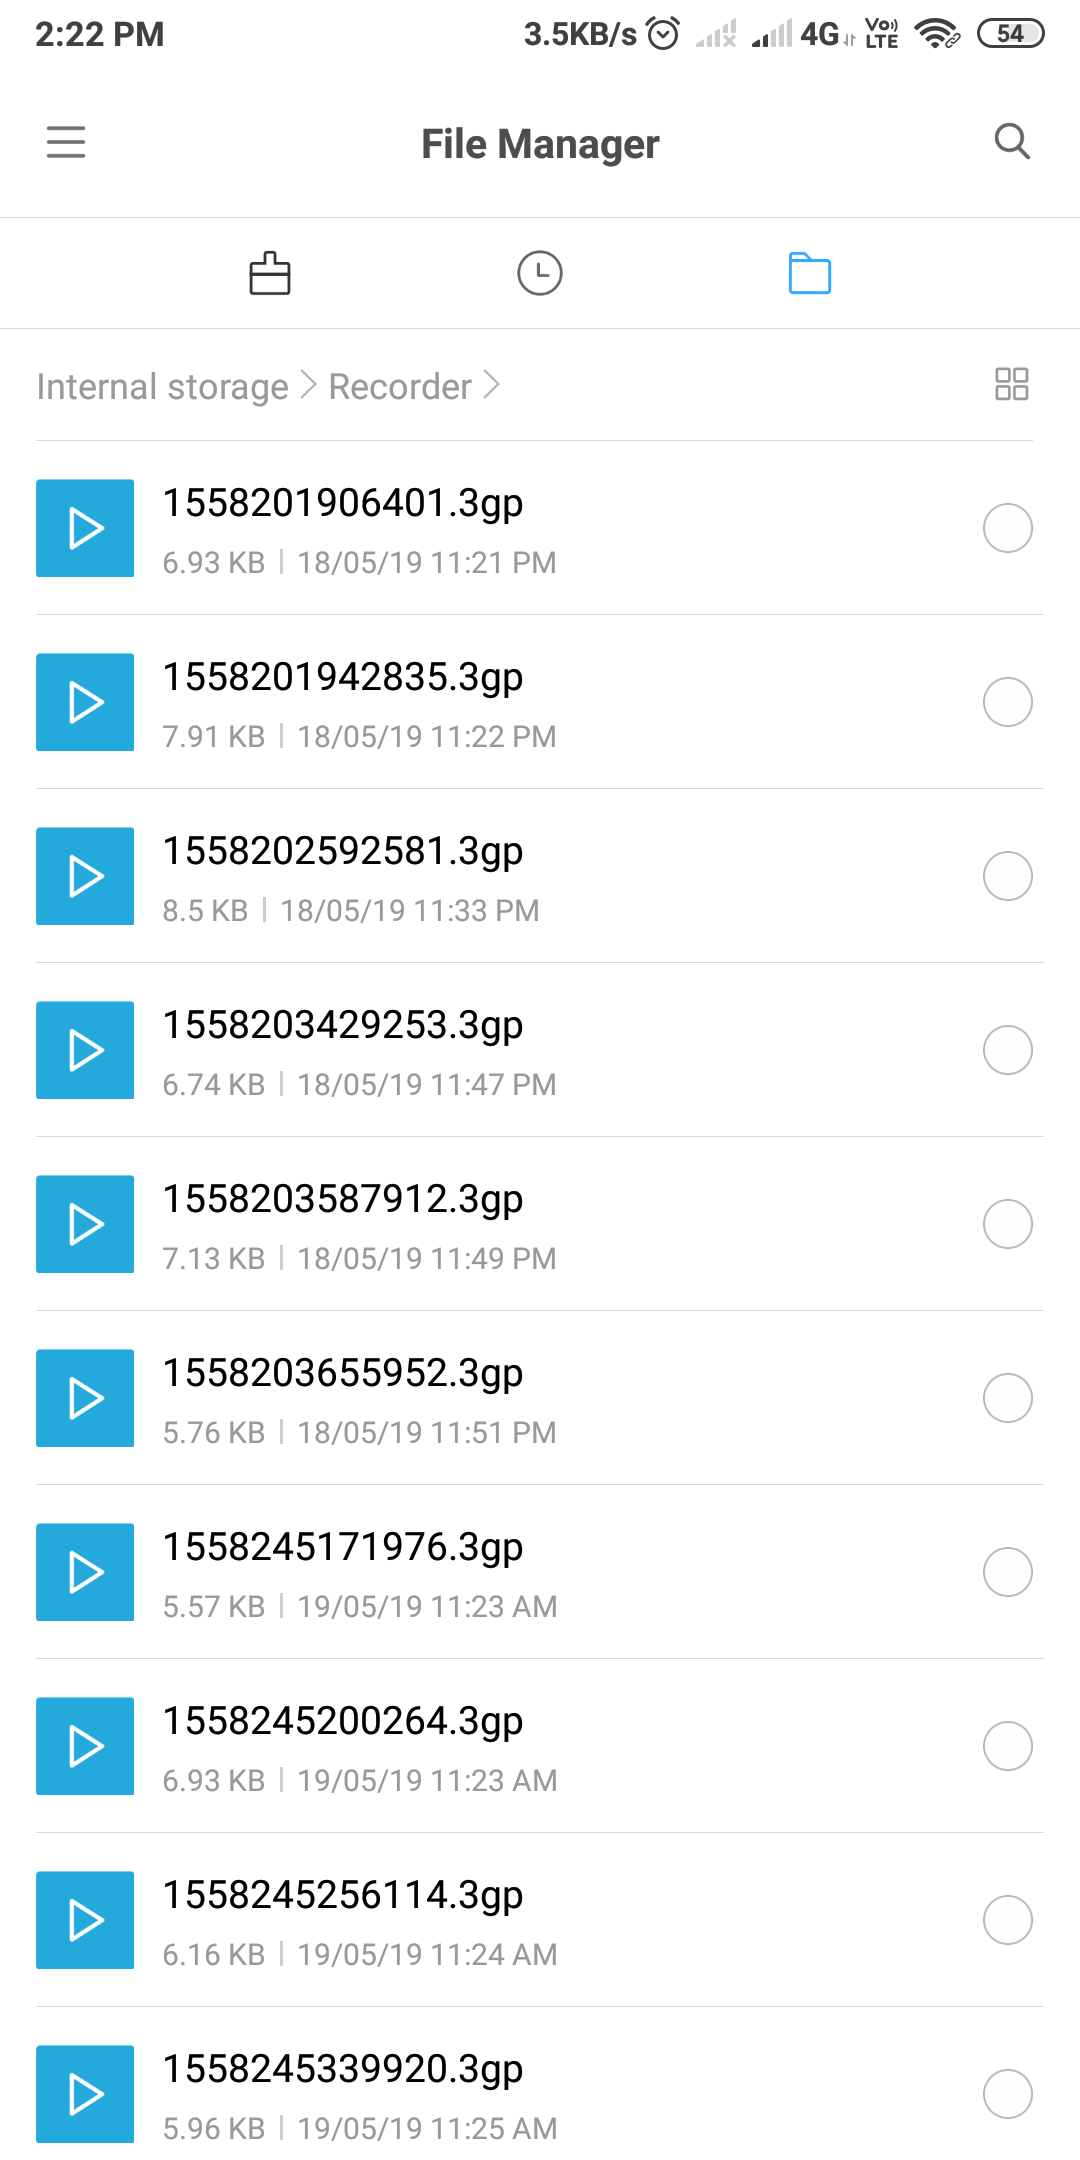 2:22 PM 3.5KB/s 4G Vo) LTE 54
File Manager
Internal storage > Recorder >
1558201906401.3gp
6.93 KB | 18/05/19 11:21 PM
1558201942835.3gp
7.91 KB | 18/05/19 11:22 PM
1558202592581.3gp
8.5 KB | 18/05/19 11:33 PM
1558203429253.3gp
6.74 KB | 18/05/19 11:47 PM
1558203587912.3gp
7.13 KB | 18/05/19 11:49 PM
1558203655952.3gp
5.76 KB | 18/05/19 11:51 PM
1558245171976.3gp
5.57 KB | 19/05/19 11:23 AM
1558245200264.3gp
6.93 KB | 19/05/19 11:23 AM
1558245256114.3gp
6.16 KB | 19/05/19 11:24 AM
1558245339920.3gp
5.96 KB | 19/05/19 11:25 AM